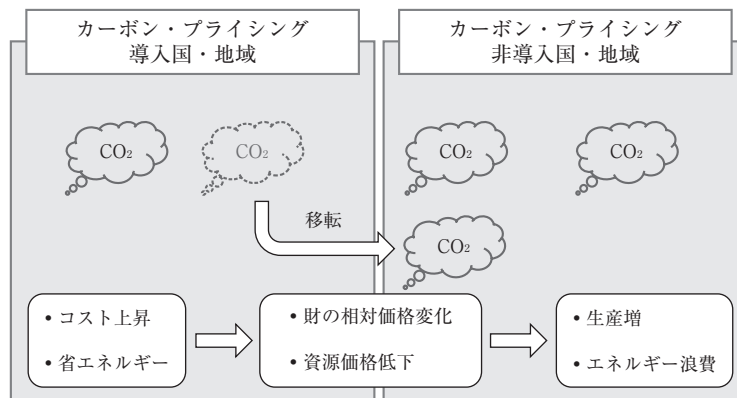 カーボン・プライシング
導入国・地域
カーボン・プライシング
非導入国・地域
CO₂
CO₂
CO₂
CO₂
移転
CO₂
• コスト上昇
• 省エネルギー
• 財の相対価格変化
• 資源価格低下
• 生産増
• エネルギー浪費